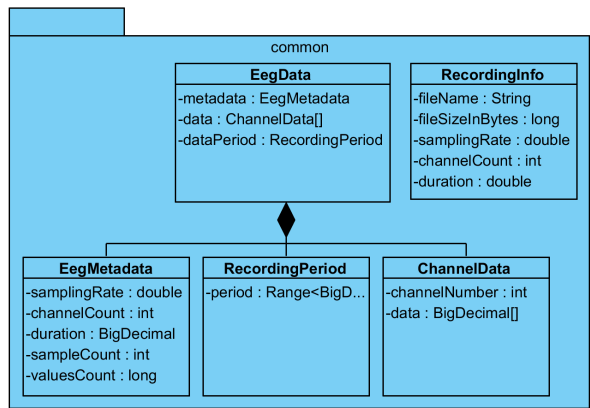 common
EegData
-metadata : EegMetadata
-data : ChannelData[]
-dataPeriod : RecordingPeriod
RecordingInfo
-fileName : String
-fileSizeInBytes : long
-samplingRate : double
-channelCount : int
-duration : double
EegMetadata
-samplingRate : double
-channelCount : int
-duration : BigDecimal
-sampleCount : int
-valuesCount : long
RecordingPeriod
-period : Range<BigD...
ChannelData
-channelNumber : int
-data : BigDecimal[]